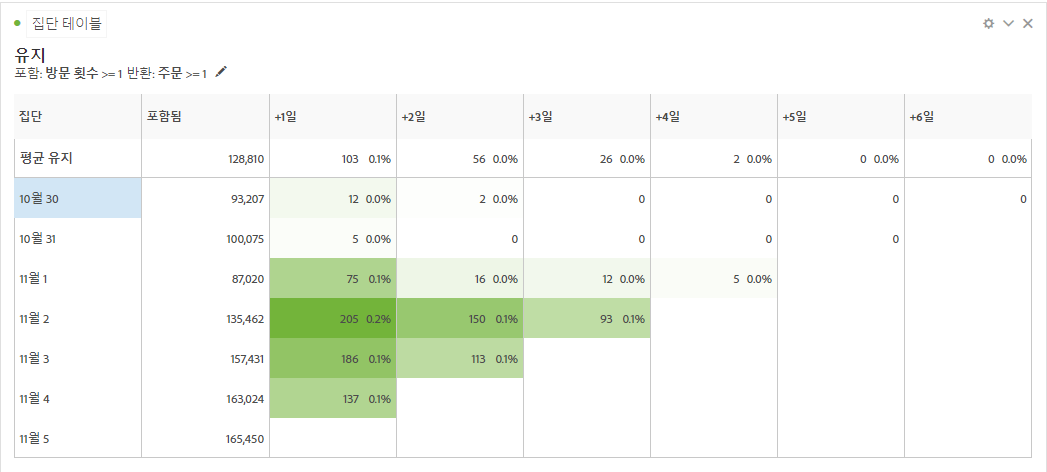 집단 테이블
유지
포함: 방문 횟수 >= 1 반환: 주문 >= 1
집단 포함됨 +1일 +2일 +3일 +4일 +5일 +6일
평균 유지 128,810 103 0.1% 56 0.0% 26 0.0% 2 0.0% 0 0.0% 0 0.0%
10월 30 93,207 12 0.0% 2 0.0% 0 0 0 0
10월 31 100,075 5 0.0% 0 0 0 0
11월 1 87,020 75 0.1% 16 0.0% 12 0.0% 5 0.0%
11월 2 135,462 205 0.2% 150 0.1% 93 0.1%
11월 3 157,431 186 0.1% 113 0.1%
11월 4 163,024 137 0.1%
11월 5 165,450